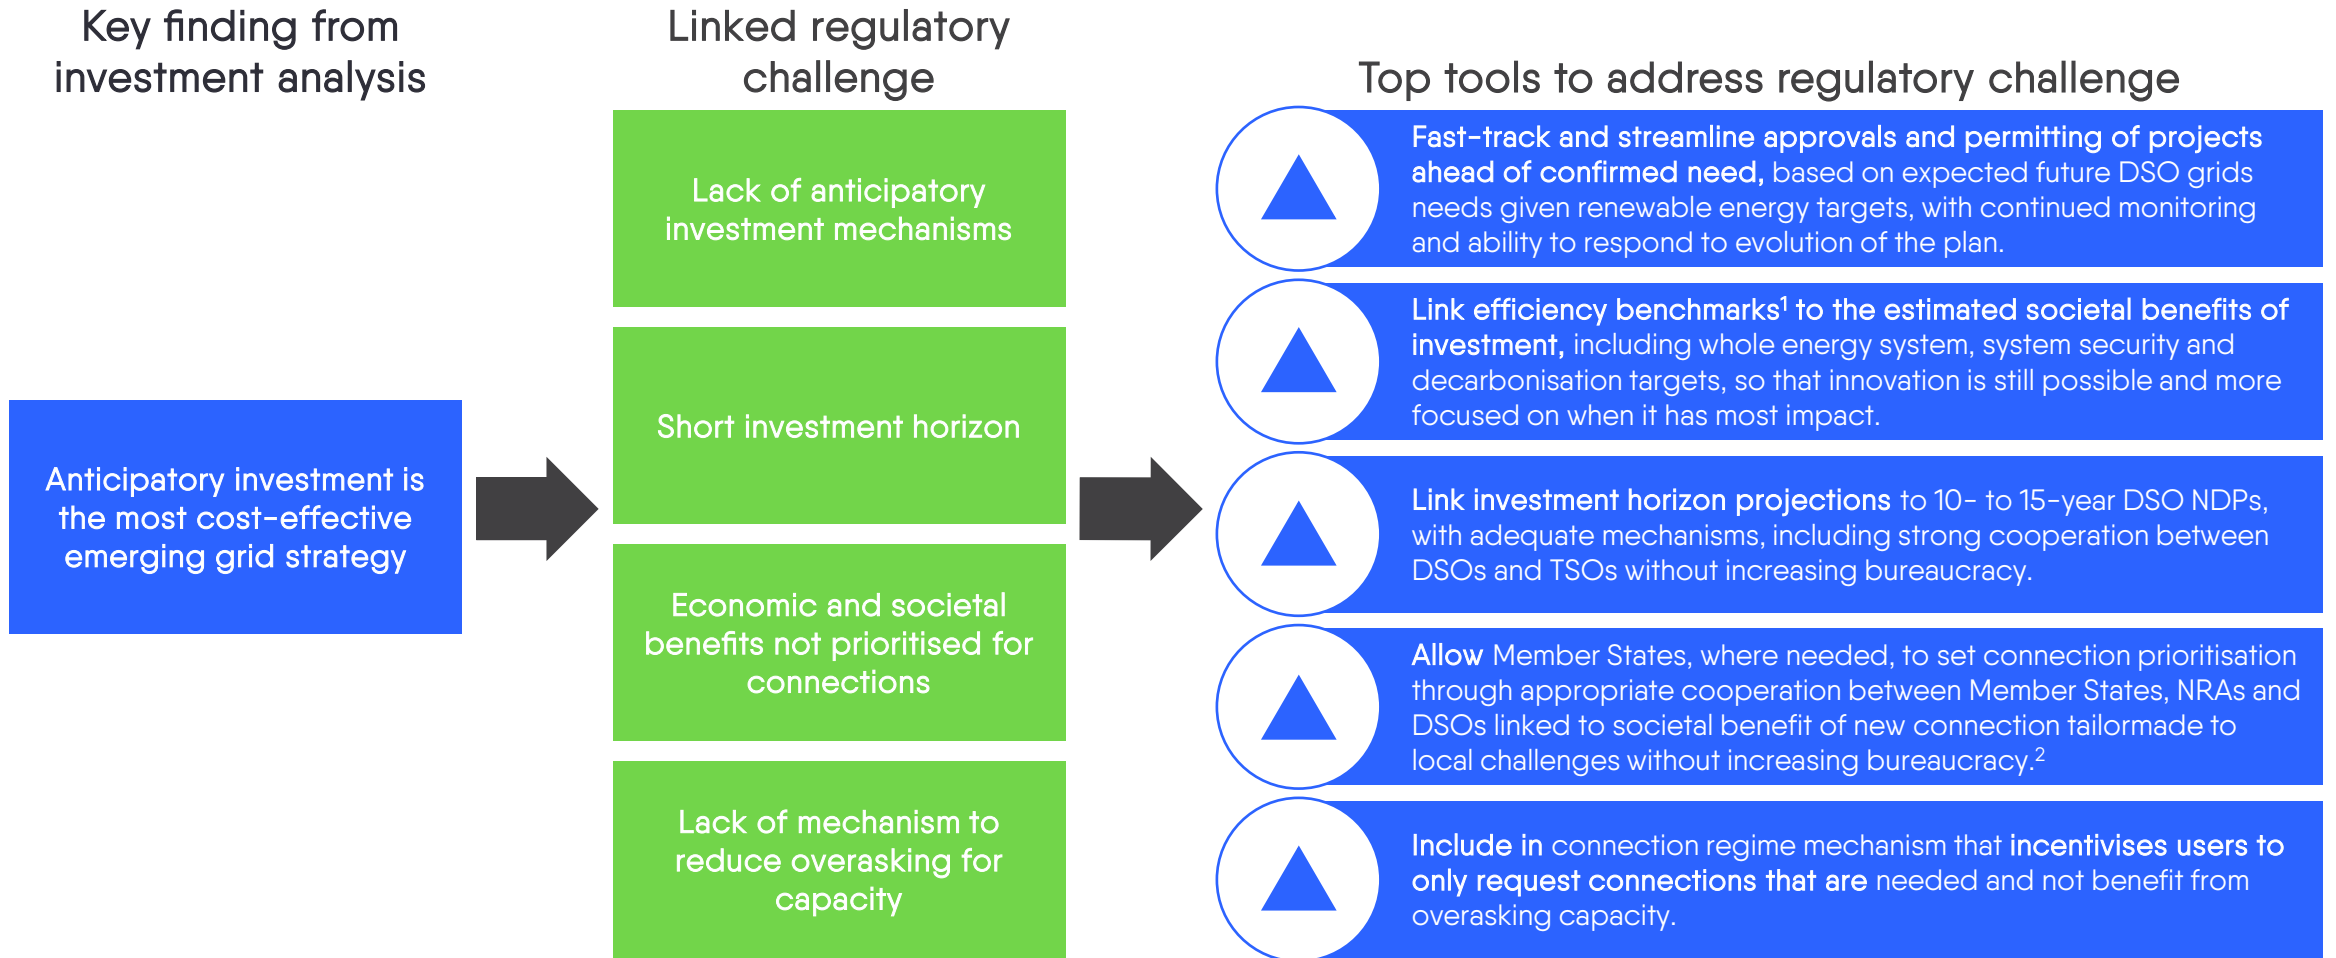 Key finding from
investment analysis
Anticipatory investment is
the most cost-effective
emerging grid strategy
Linked regulatory
challenge
Lack of anticipatory
investment mechanisms
Short investment horizon
Economic and societal
benefits not prioritised for
connections
Lack of mechanism to
reduce overasking for
capacity
Top tools to address regulatory challenge
Fast-track and streamline approvals and permitting of projects
ahead of confirmed need, based on expected future DSO grids
needs given renewable energy targets, with continued monitoring
and ability to respond to evolution of the plan.
Link efficiency benchmarks¹ to the estimated societal benefits of
investment, including whole energy system, system security and
decarbonisation targets, so that innovation is still possible and more
focused on when it has most impact.
Link investment horizon projections to 10- to 15-year DSO NDPs,
with adequate mechanisms, including strong cooperation between
DSOs and TSOs without increasing bureaucracy.
Allow Member States, where needed, to set connection prioritisation
through appropriate cooperation between Member States, NRAs and
DSOs linked to societal benefit of new connection tailormade to
local challenges without increasing bureaucracy.²
Include in connection regime mechanism that incentivises users to
only request connections that are needed and not benefit from
overasking capacity.